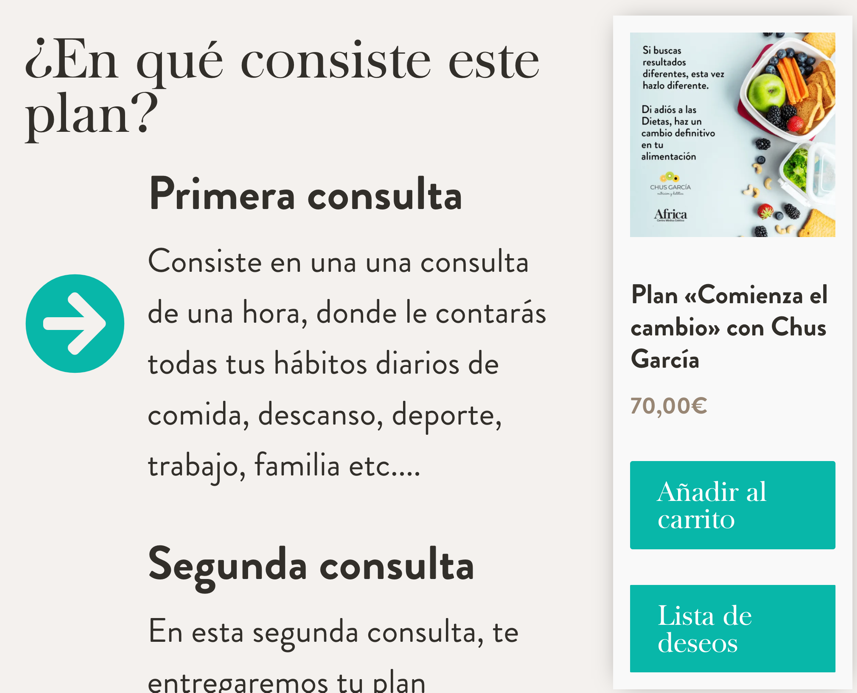 ¿En qué consiste este
plan?
Primera consulta
Consiste en una una consulta
de una hora, donde le contarás
todas tus hábitos diarios de
comida, descanso, deporte,
trabajo, familia etc....
Segunda consulta
En esta segunda consulta, te
entregaremos tu plan
Si buscas
resultados
diferentes, esta vez
hazlo diferente.
Di adiós a las
Dietas, haz un
cambio definitivo
en tu
alimentación
CHUS GARCÍA
Africa
Plan «Comienza el
cambio» con Chus
García
70,00€
Añadir al
carrito
Lista de
deseos